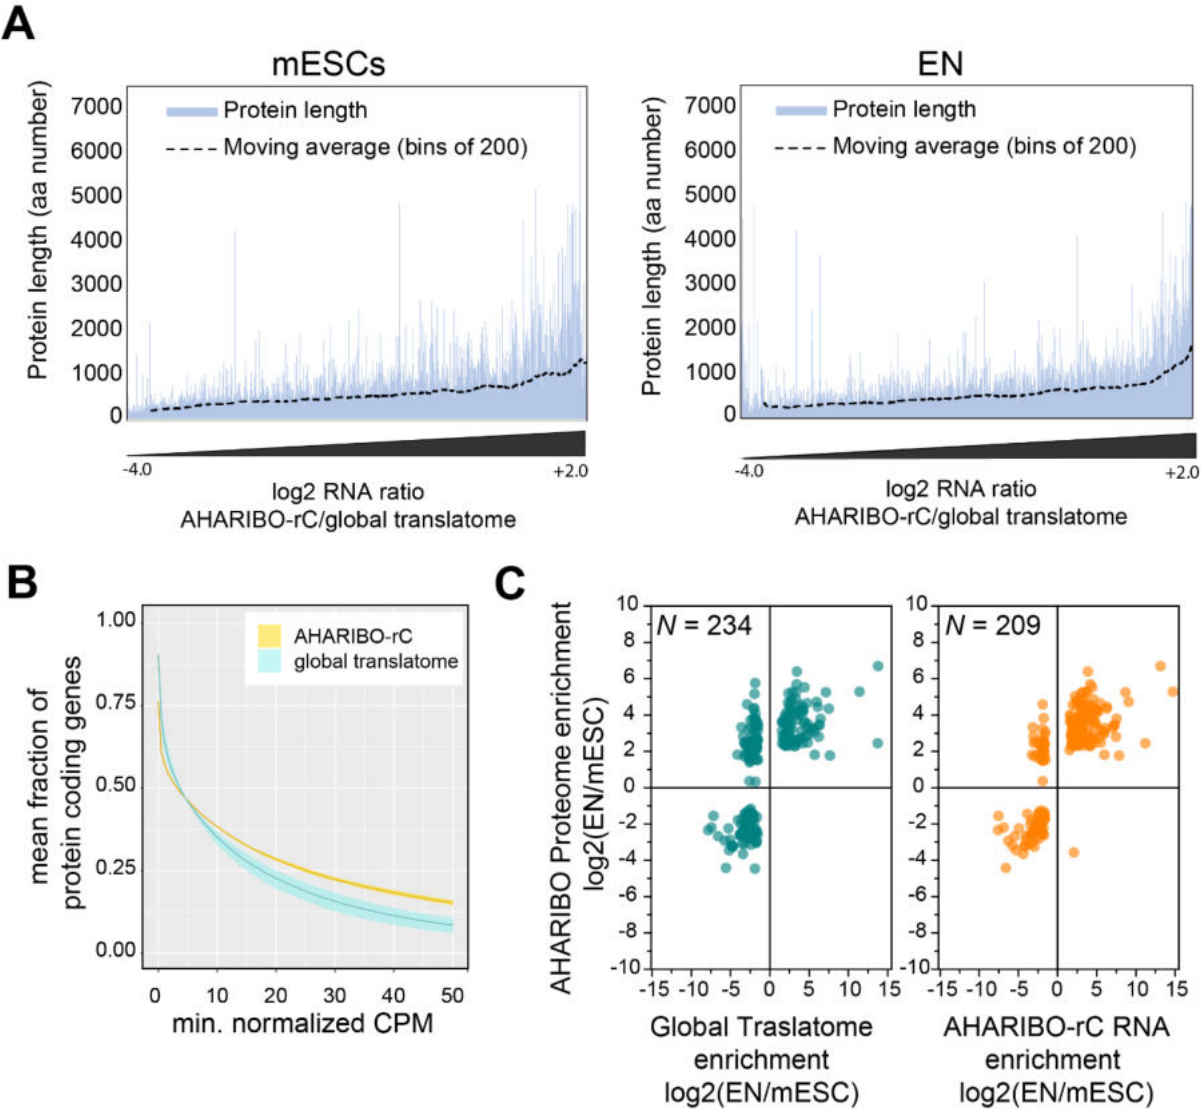 A
mESCs
Protein length (aa number)
7000
6000
5000
4000
3000
2000
1000
0
Protein length
Moving average (bins of 200)
-4.0
+2.0
log2 RNA ratio
AHARIBO-rC/global translatome
EN
Protein length (aa number)
7000
6000
5000
4000
3000
2000
1000
0
Protein length
Moving average (bins of 200)
-4.0
+2.0
log2 RNA ratio
AHARIBO-rC/global translatome
B
mean fraction of
protein coding genes
1.00
0.75
0.50
0.25
0.00
AHARIBO-rC
global translatome
0 10 20 30 40 50
min. normalized CPM
C
AHARIBO Proteome enrichment
log2(EN/mESC)
10
8
6
4
2
0
-2
-4
-6
-8
-10
N = 234
-15 -10 -5 0 5 10 15
Global Traslatome
enrichment
log2(EN/mESC)
10
8
6
4
2
0
-2
-4
-6
-8
-10
N = 209
-15 -10 -5 0 5 10 15
AHARIBO-rC RNA
enrichment
log2(EN/mESC)